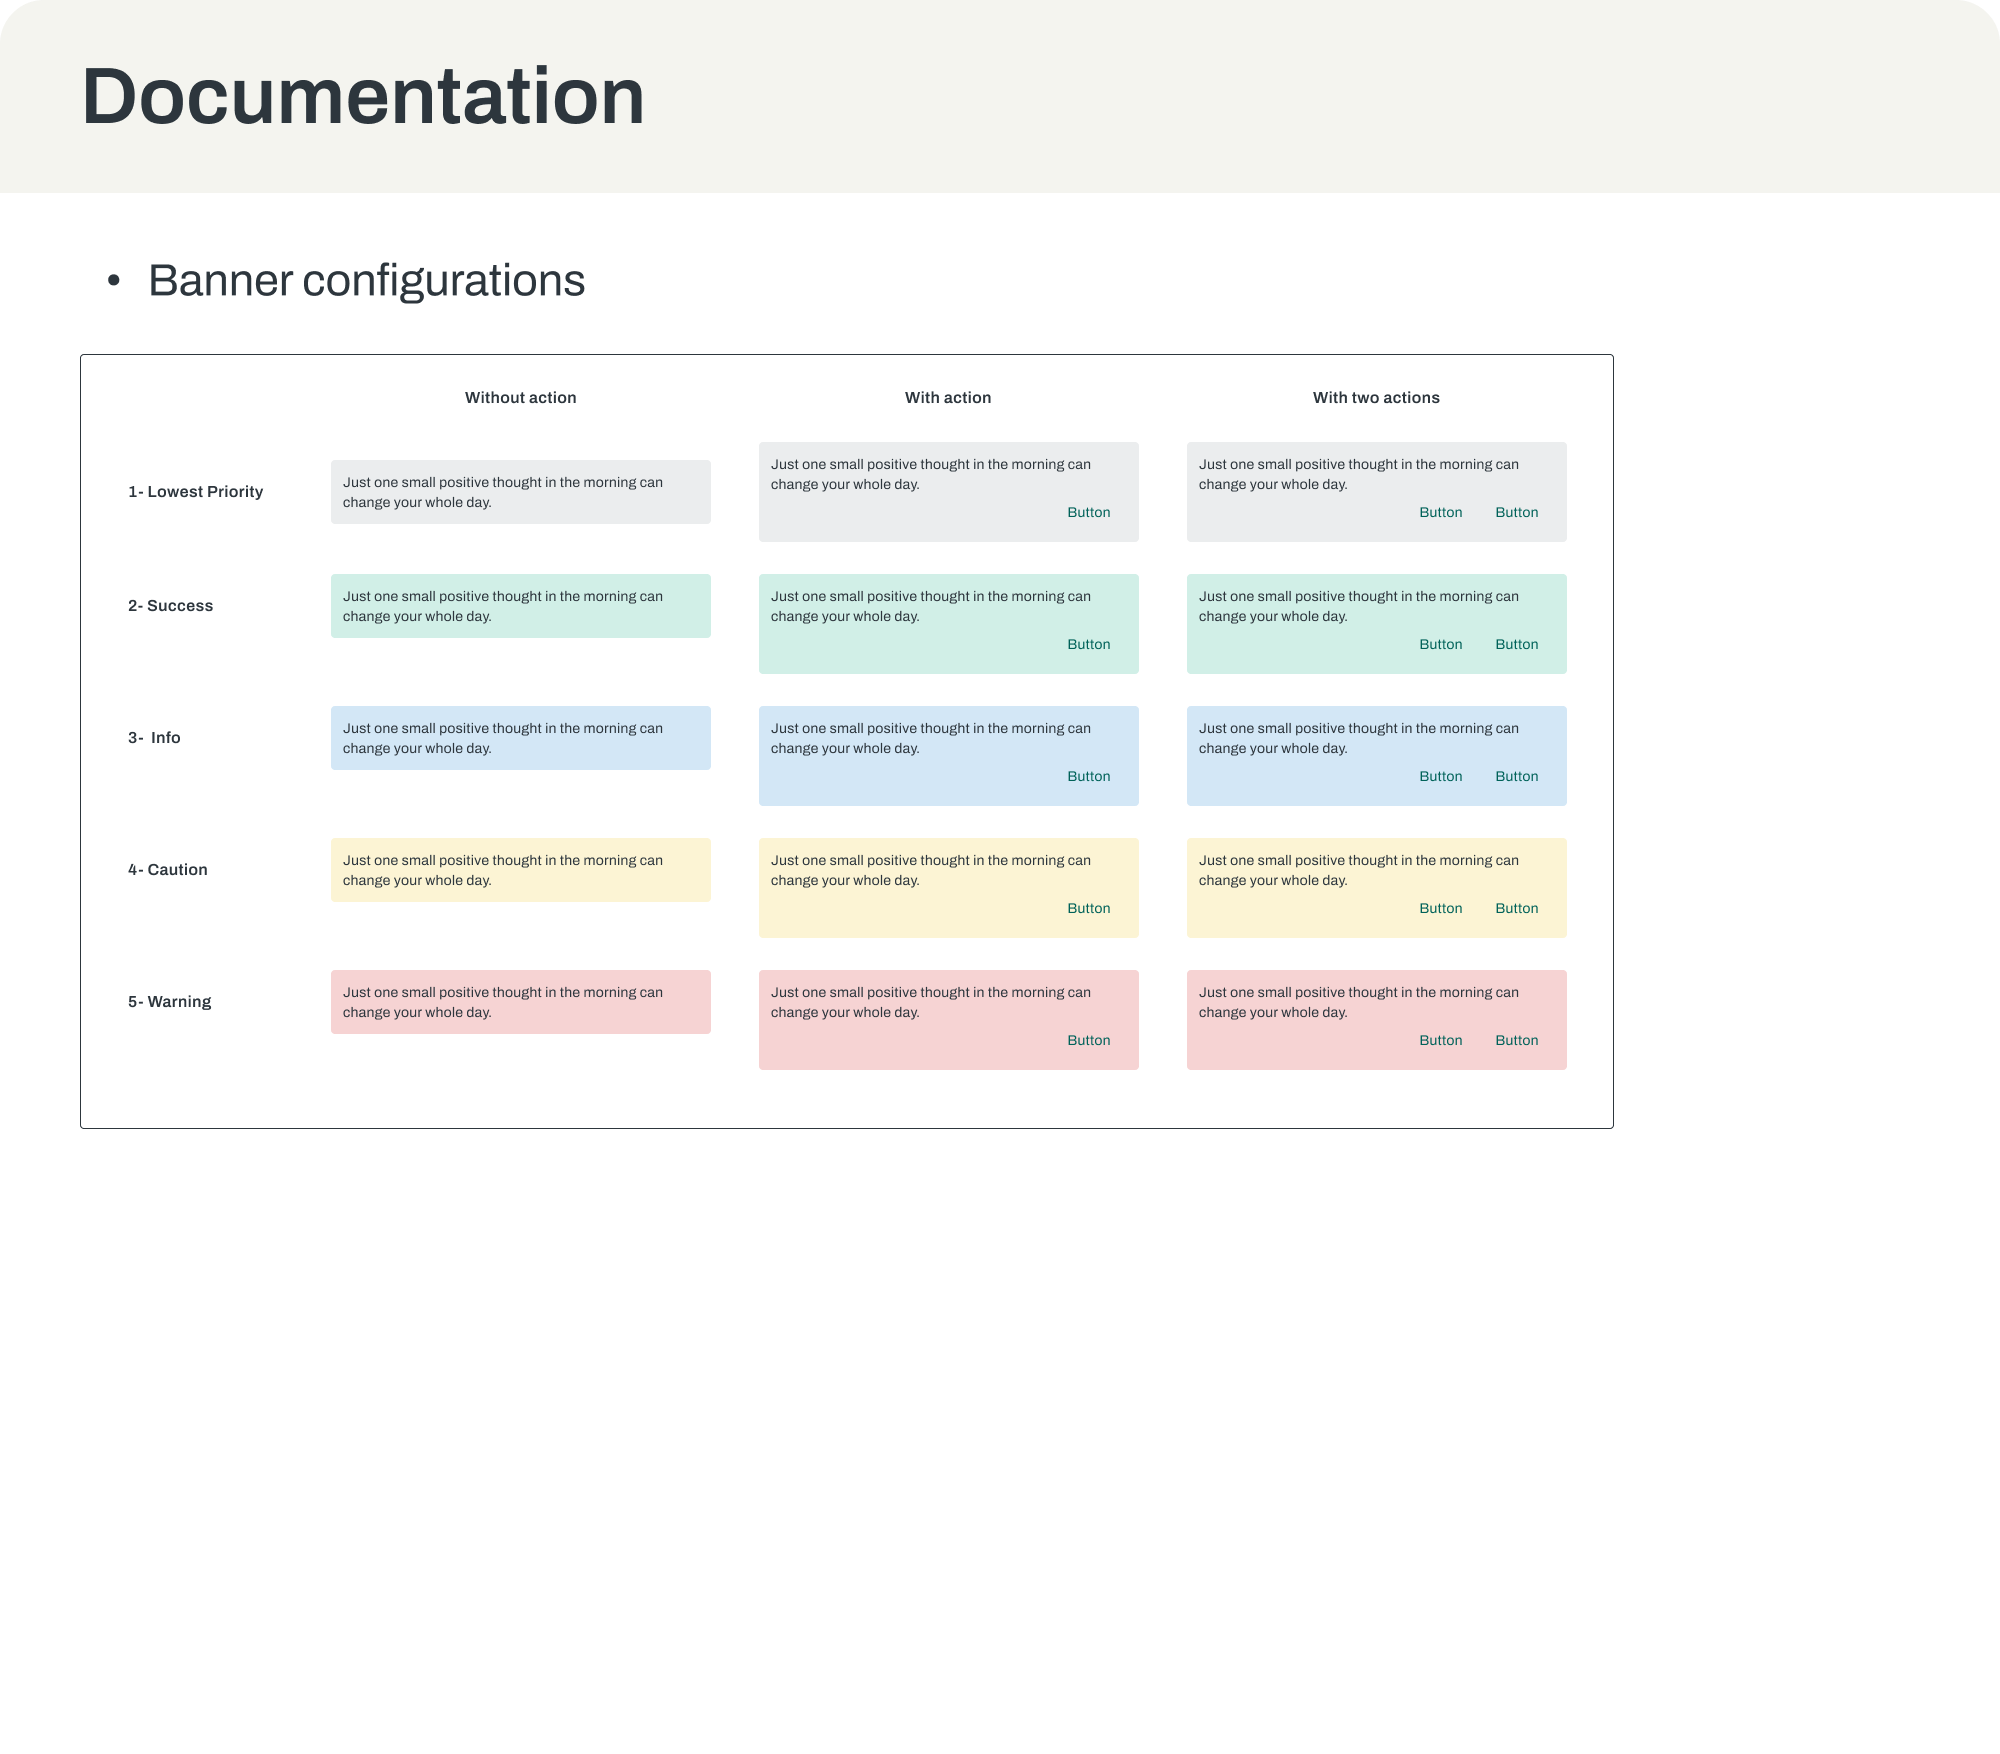 Documentation
• Banner configurations
Without action
With action
With two actions
1- Lowest Priority
Just one small positive thought in the morning can
change your whole day.
Just one small positive thought in the morning can
change your whole day.
Button
Just one small positive thought in the morning can
change your whole day.
Button Button
2- Success
Just one small positive thought in the morning can
change your whole day.
Just one small positive thought in the morning can
change your whole day.
Button
Just one small positive thought in the morning can
change your whole day.
Button Button
3- Info
Just one small positive thought in the morning can
change your whole day.
Just one small positive thought in the morning can
change your whole day.
Button
Just one small positive thought in the morning can
change your whole day.
Button Button
4- Caution
Just one small positive thought in the morning can
change your whole day.
Just one small positive thought in the morning can
change your whole day.
Button
Just one small positive thought in the morning can
change your whole day.
Button Button
5- Warning
Just one small positive thought in the morning can
change your whole day.
Just one small positive thought in the morning can
change your whole day.
Button
Just one small positive thought in the morning can
change your whole day.
Button Button